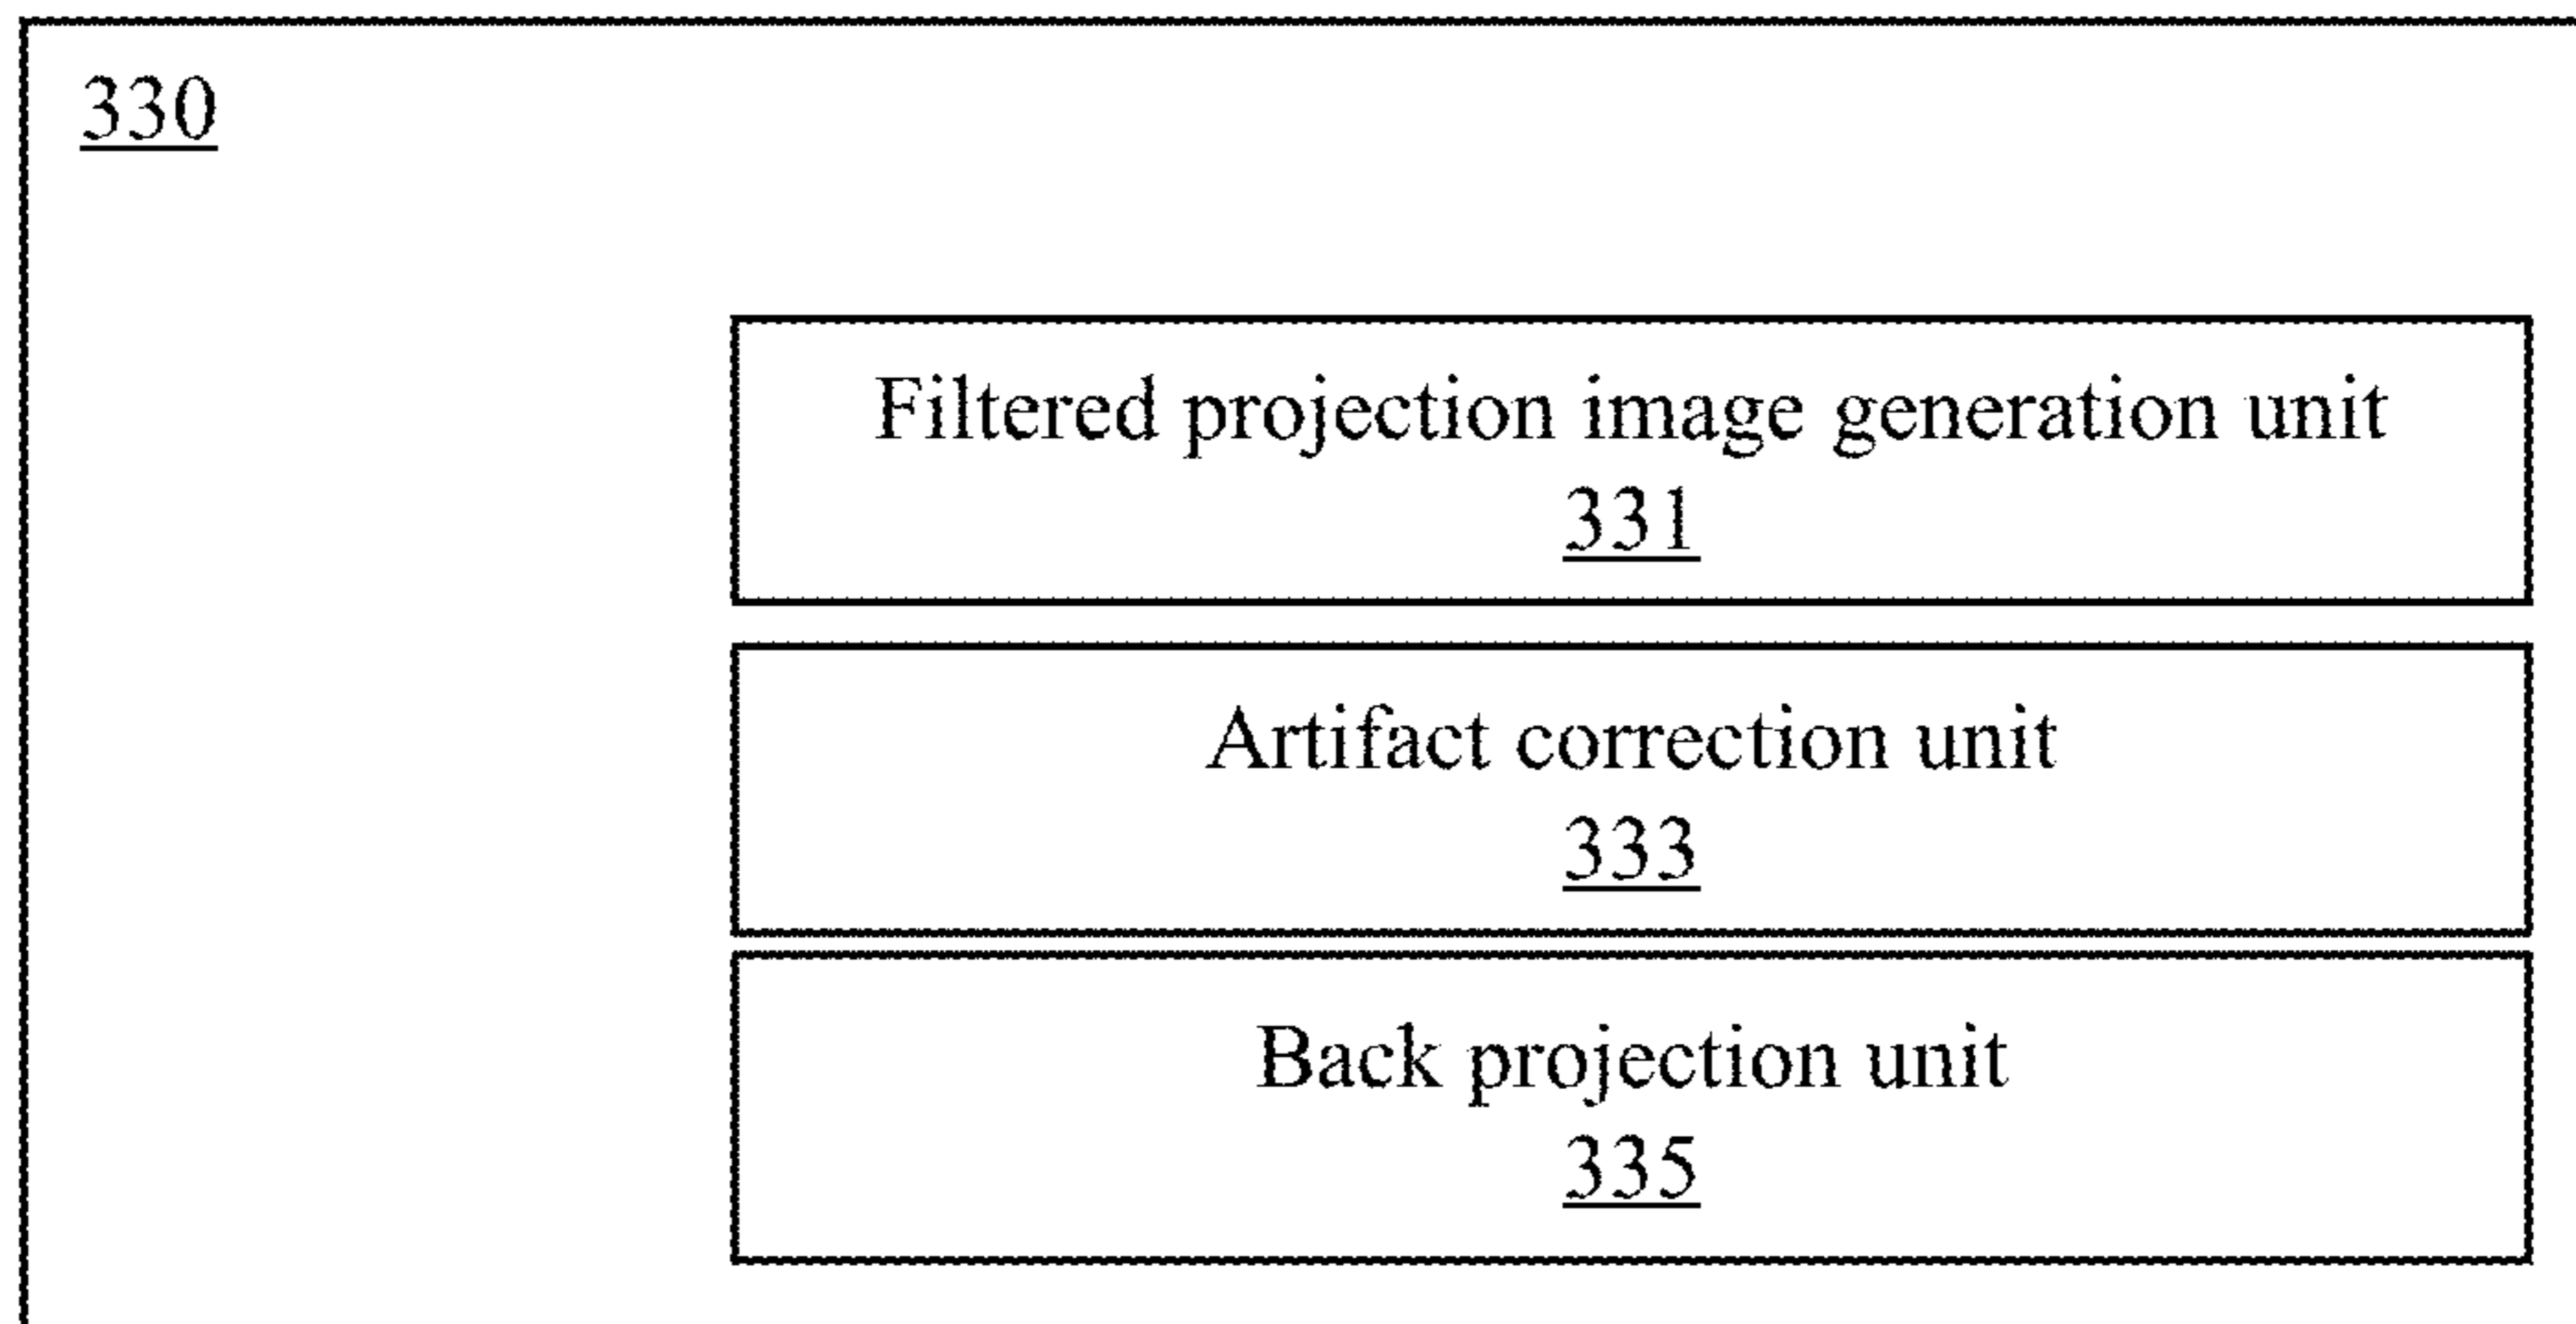 330
Filtered projection image generation unit
331
Artifact correction unit
333
Back projection unit
335